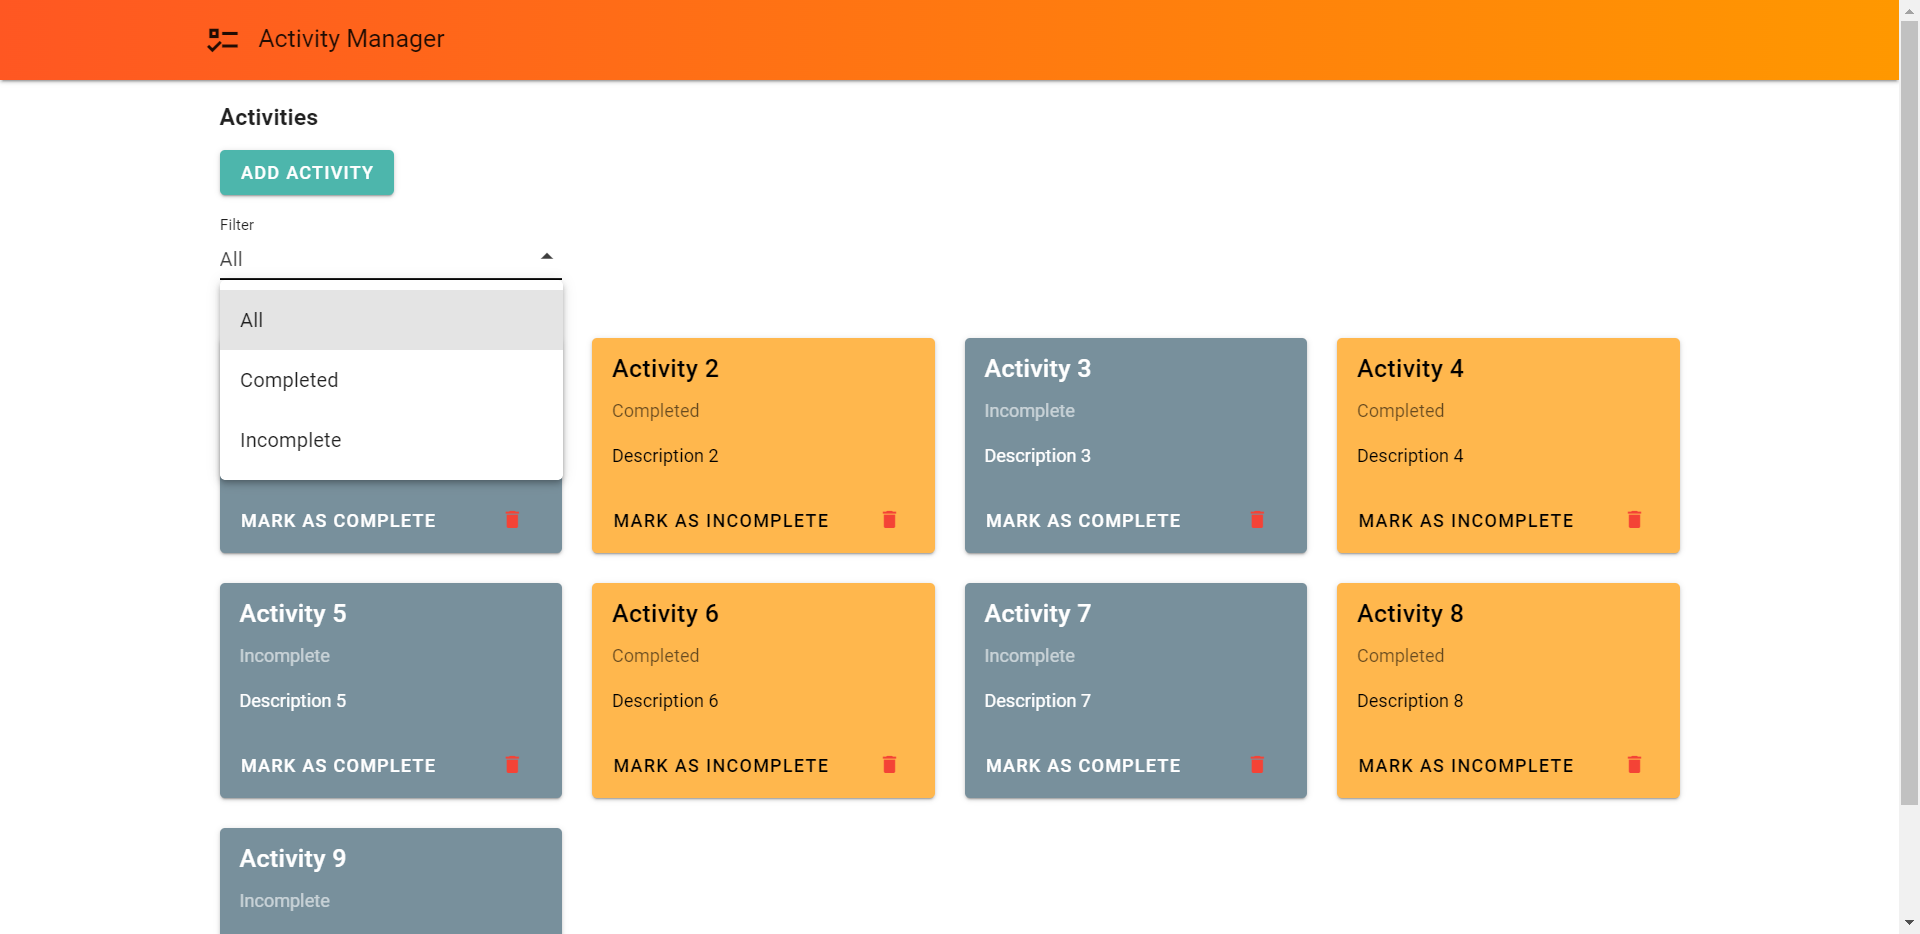 Activity Manager
Activities
ADD ACTIVITY
Filter
All
All
Completed
Incomplete
MARK AS COMPLETE
Activity 2
Completed
Description 2
MARK AS INCOMPLETE
Activity 3
Incomplete
Description 3
MARK AS COMPLETE
Activity 4
Completed
Description 4
MARK AS INCOMPLETE
Activity 5
Incomplete
Description 5
MARK AS COMPLETE
Activity 6
Completed
Description 6
MARK AS INCOMPLETE
Activity 7
Incomplete
Description 7
MARK AS COMPLETE
Activity 8
Completed
Description 8
MARK AS INCOMPLETE
Activity 9
Incomplete